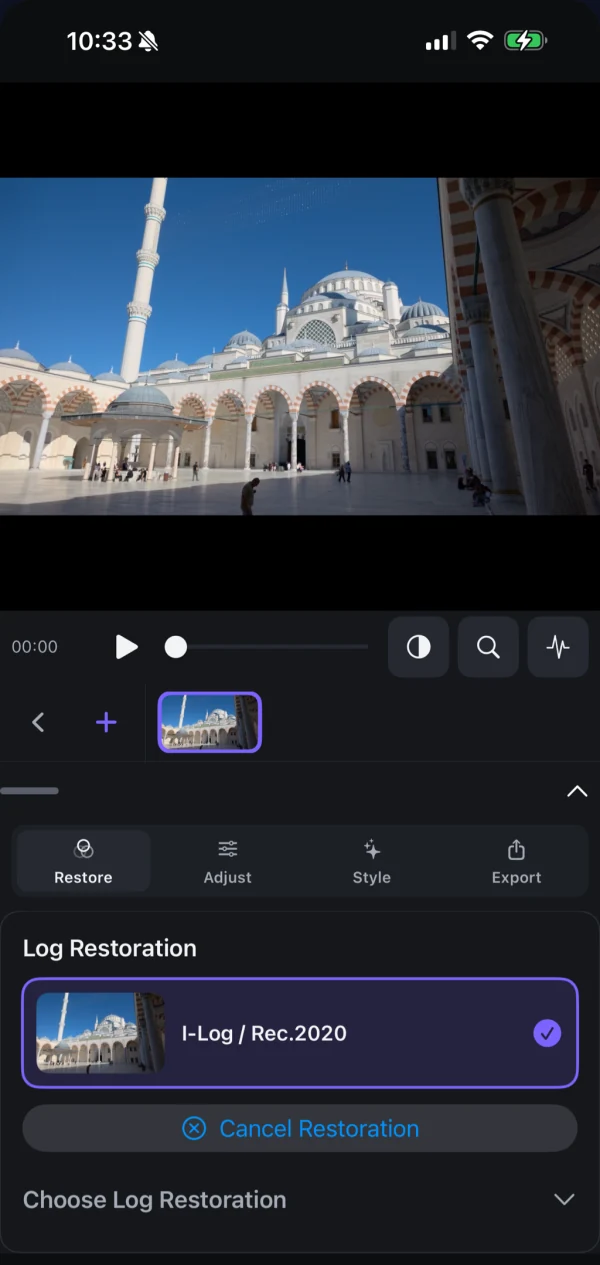 10:33
00:00
Restore
Adjust
Style
Export
Log Restoration
I-Log / Rec.2020
Cancel Restoration
Choose Log Restoration